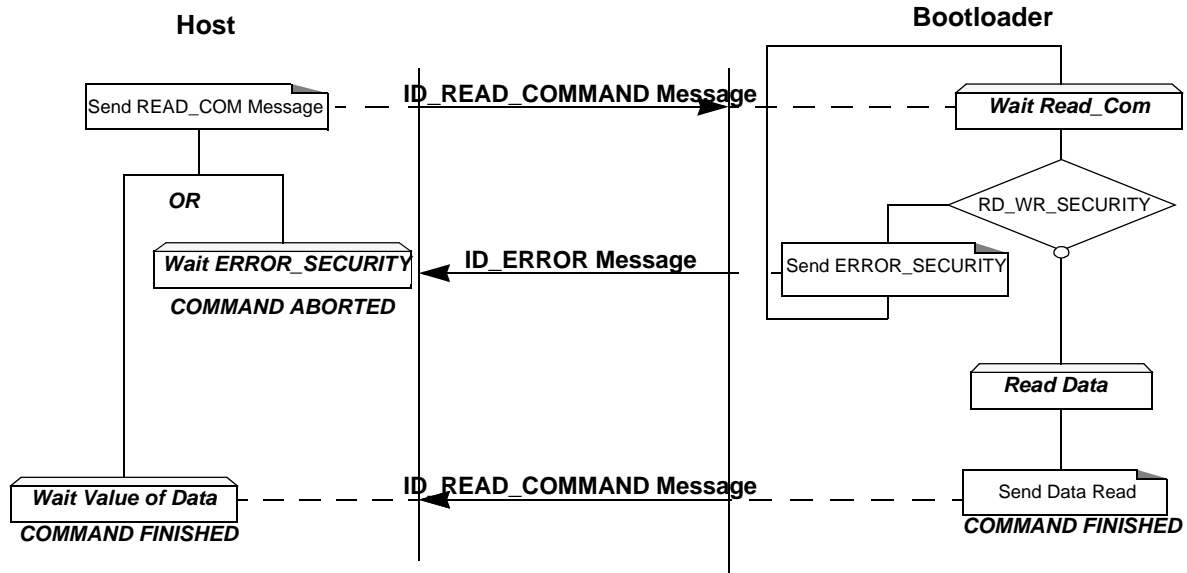 Host
Bootloader
Send READ_COM Message
ID_READ_COMMAND Message
Wait Read_Com
OR
RD_WR_SECURITY
Wait ERROR_SECURITY
ID_ERROR Message
Send ERROR_SECURITY
COMMAND ABORTED
Read Data
Wait Value of Data
ID_READ_COMMAND Message
Send Data Read
COMMAND FINISHED
COMMAND FINISHED